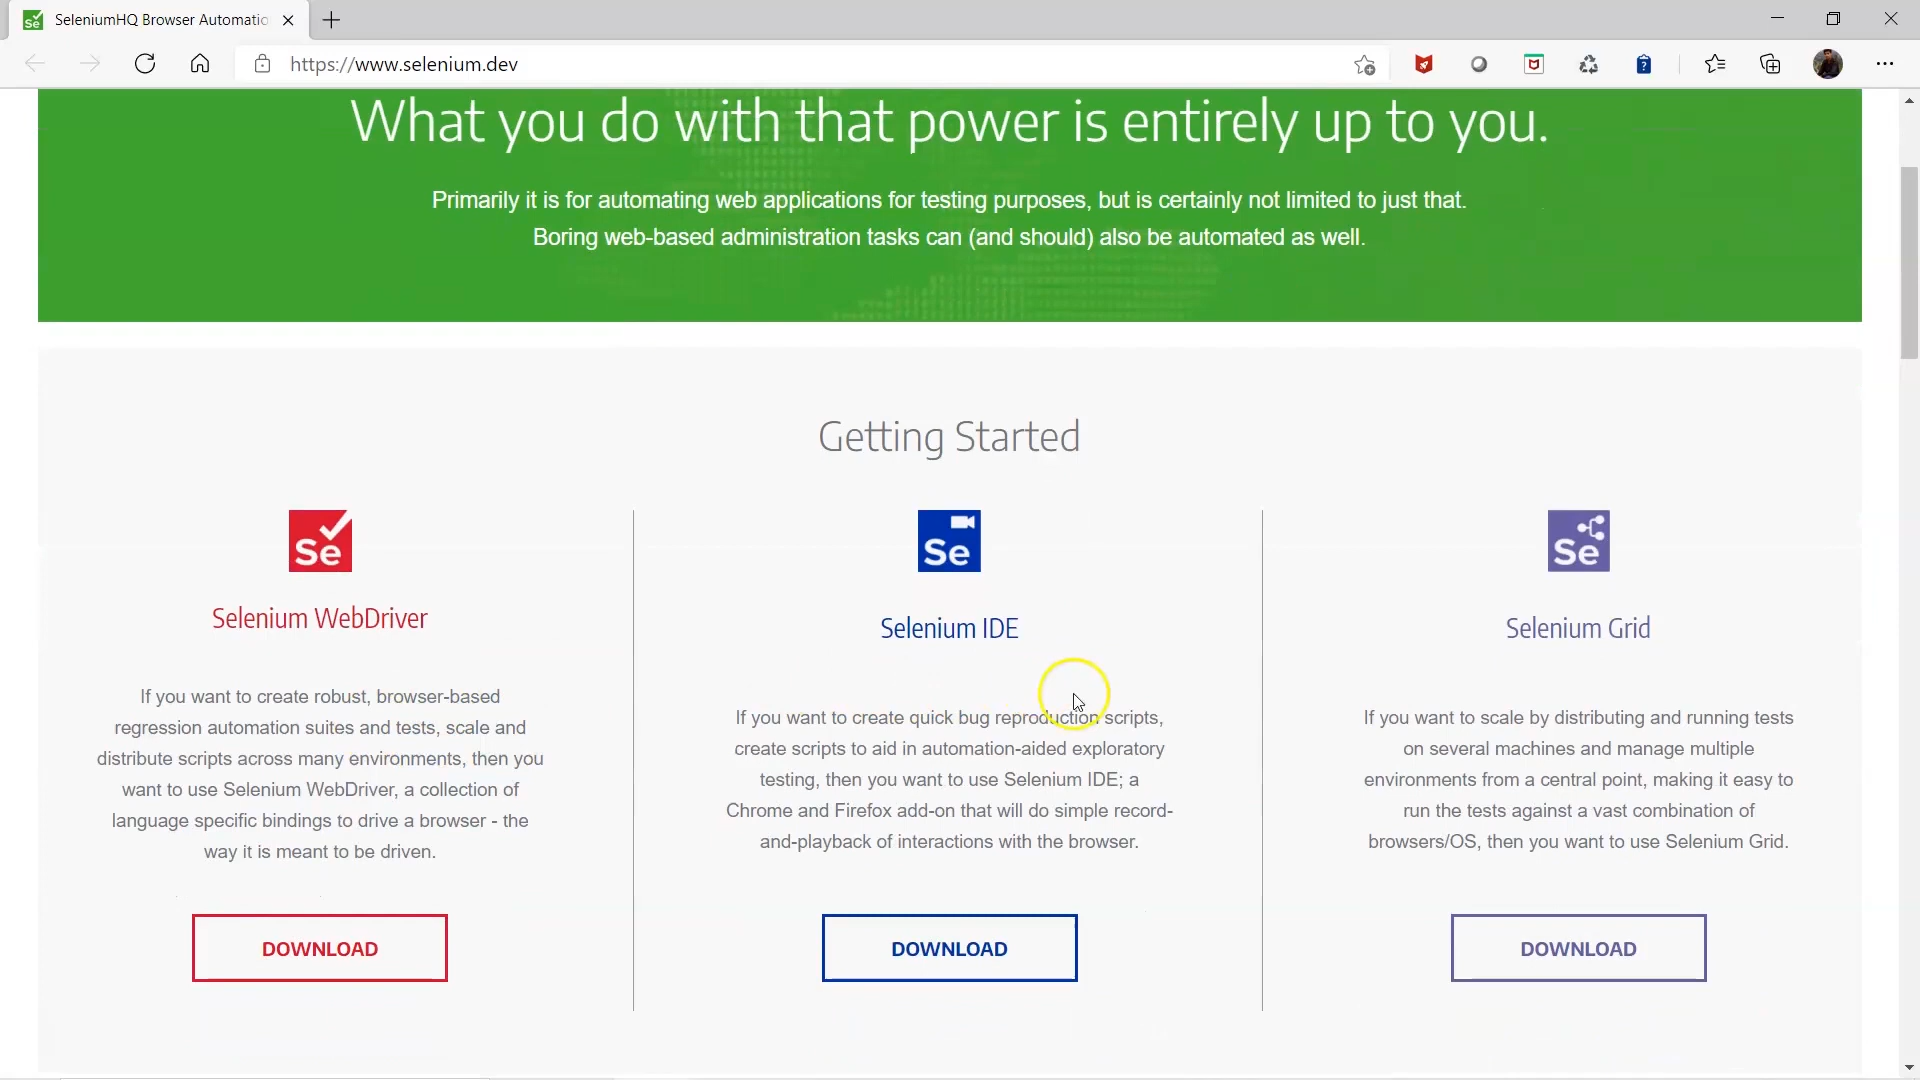 SeleniumHQ Browser Automatio
https://www.selenium.dev
What you do with that power is entirely up to you.
Primarily it is for automating web applications for testing purposes, but is certainly not limited to just that.
Boring web-based administration tasks can (and should) also be automated as well.
Getting Started
Se
Selenium WebDriver
If you want to create robust, browser-based
regression automation suites and tests, scale and
distribute scripts across many environments, then you
want to use Selenium WebDriver, a collection of
language specific bindings to drive a browser - the
way it is meant to be driven.
DOWNLOAD
Se
Selenium IDE
If you want to create quick bug reproduction scripts,
create scripts to aid in automation-aided exploratory
testing, then you want to use Selenium IDE; a
Chrome and Firefox add-on that will do simple record-
and-playback of interactions with the browser.
DOWNLOAD
Se
Selenium Grid
If you want to scale by distributing and running tests
on several machines and manage multiple
environments from a central point, making it easy to
run the tests against a vast combination of
browsers/OS, then you want to use Selenium Grid.
DOWNLOAD